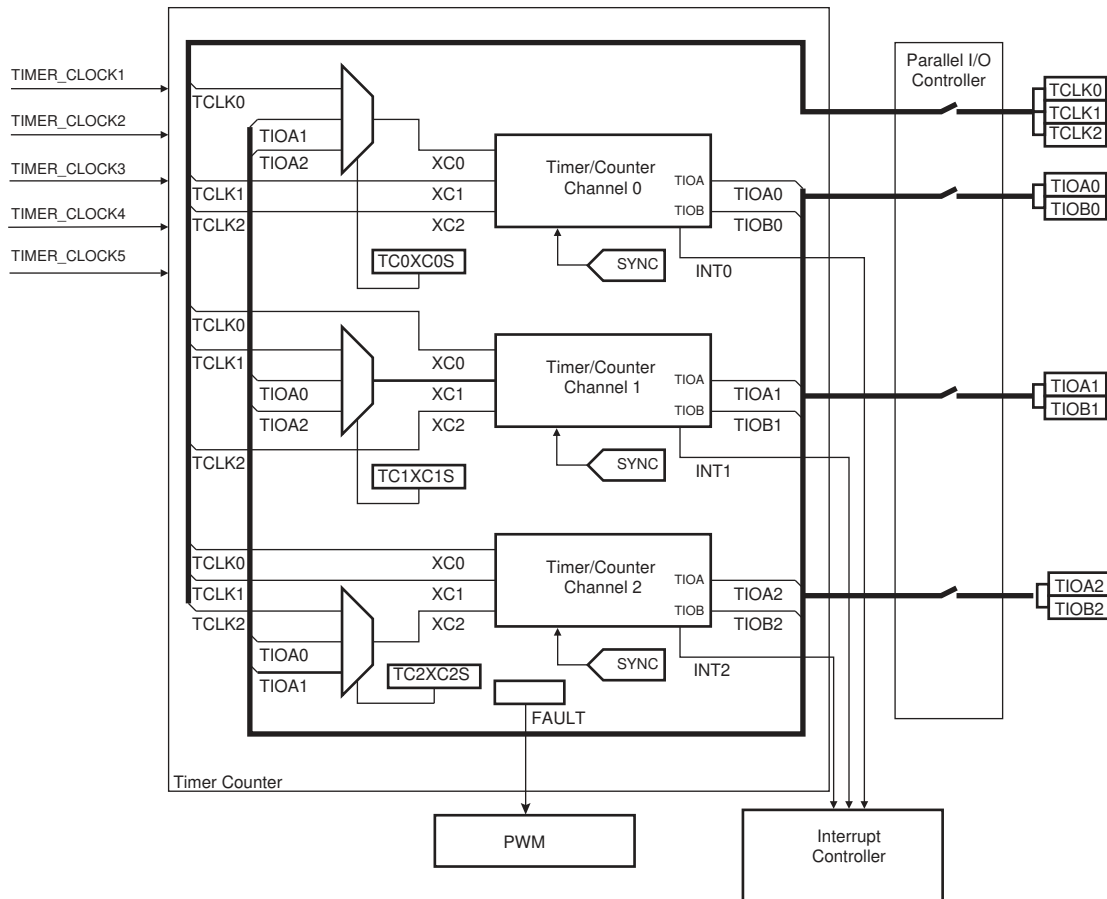 TIMER_CLOCK1
TIMER_CLOCK2
TIMER_CLOCK3
TIMER_CLOCK4
TIMER_CLOCK5
TCLK0
TIOA1
TIOA2
TCLK1
TCLK2
XC0
XC1
XC2
TC0XC0S
Timer/Counter
Channel 0
TIOA
TIOB
TIOA0
TIOB0
SYNC
INT0
TCLK0
TCLK1
TIOA0
TIOA2
TCLK2
XC0
XC1
XC2
TC1XC1S
Timer/Counter
Channel 1
TIOA
TIOB
TIOA1
TIOB1
SYNC
INT1
TCLK0
TCLK1
TCLK2
TIOA0
TIOA1
XC0
XC1
XC2
TC2XC2S
Timer/Counter
Channel 2
TIOA
TIOB
TIOA2
TIOB2
SYNC
INT2
FAULT
Timer Counter
PWM
Interrupt
Controller
Parallel I/O
Controller
TCLK0
TCLK1
TCLK2
TIOA0
TIOB0
TIOA1
TIOB1
TIOA2
TIOB2